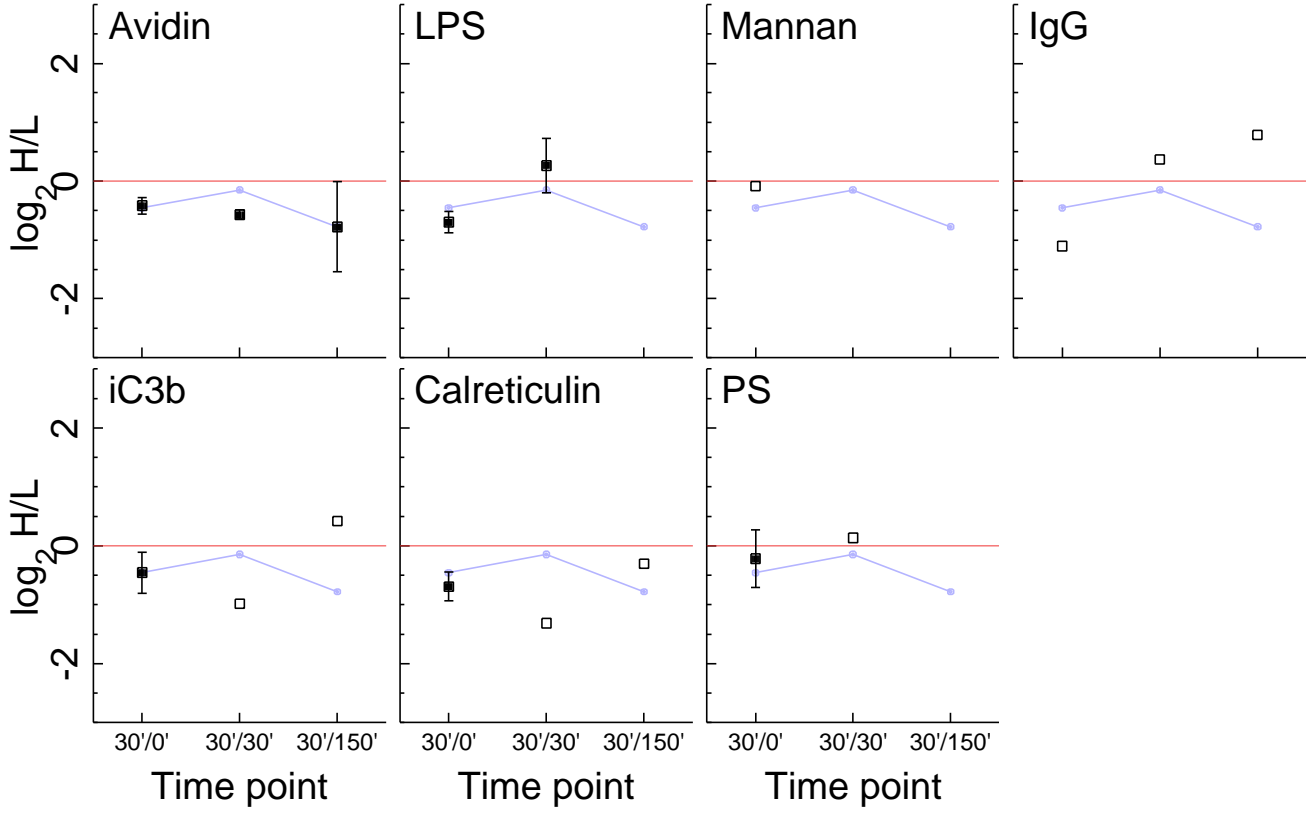 Avidin
LPS
Mannan
IgG
2
0
-2
log2 H/L
iC3b
Calreticulin
PS
2
0
-2
log2 H/L
30'/0' 30'/30' 30'/150'
30'/0' 30'/30' 30'/150'
30'/0' 30'/30' 30'/150'
Time point
Time point
Time point